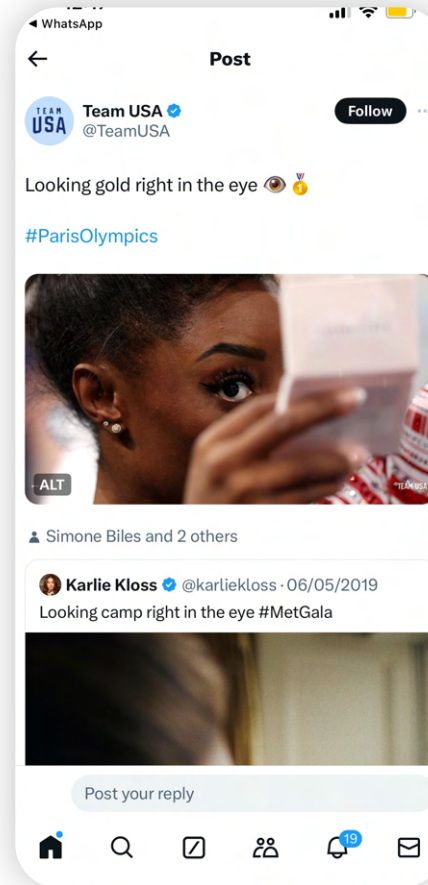 WhatsApp
Post
TEAM
USA
Team USA
@TeamUSA
Follow
Looking gold right in the eye 👁️ 🏅
#ParisOlympics
ALT
TEAM USA
Simone Biles and 2 others
Karlie Kloss @karliekloss · 06/05/2019
Looking camp right in the eye #MetGala
Post your reply
19